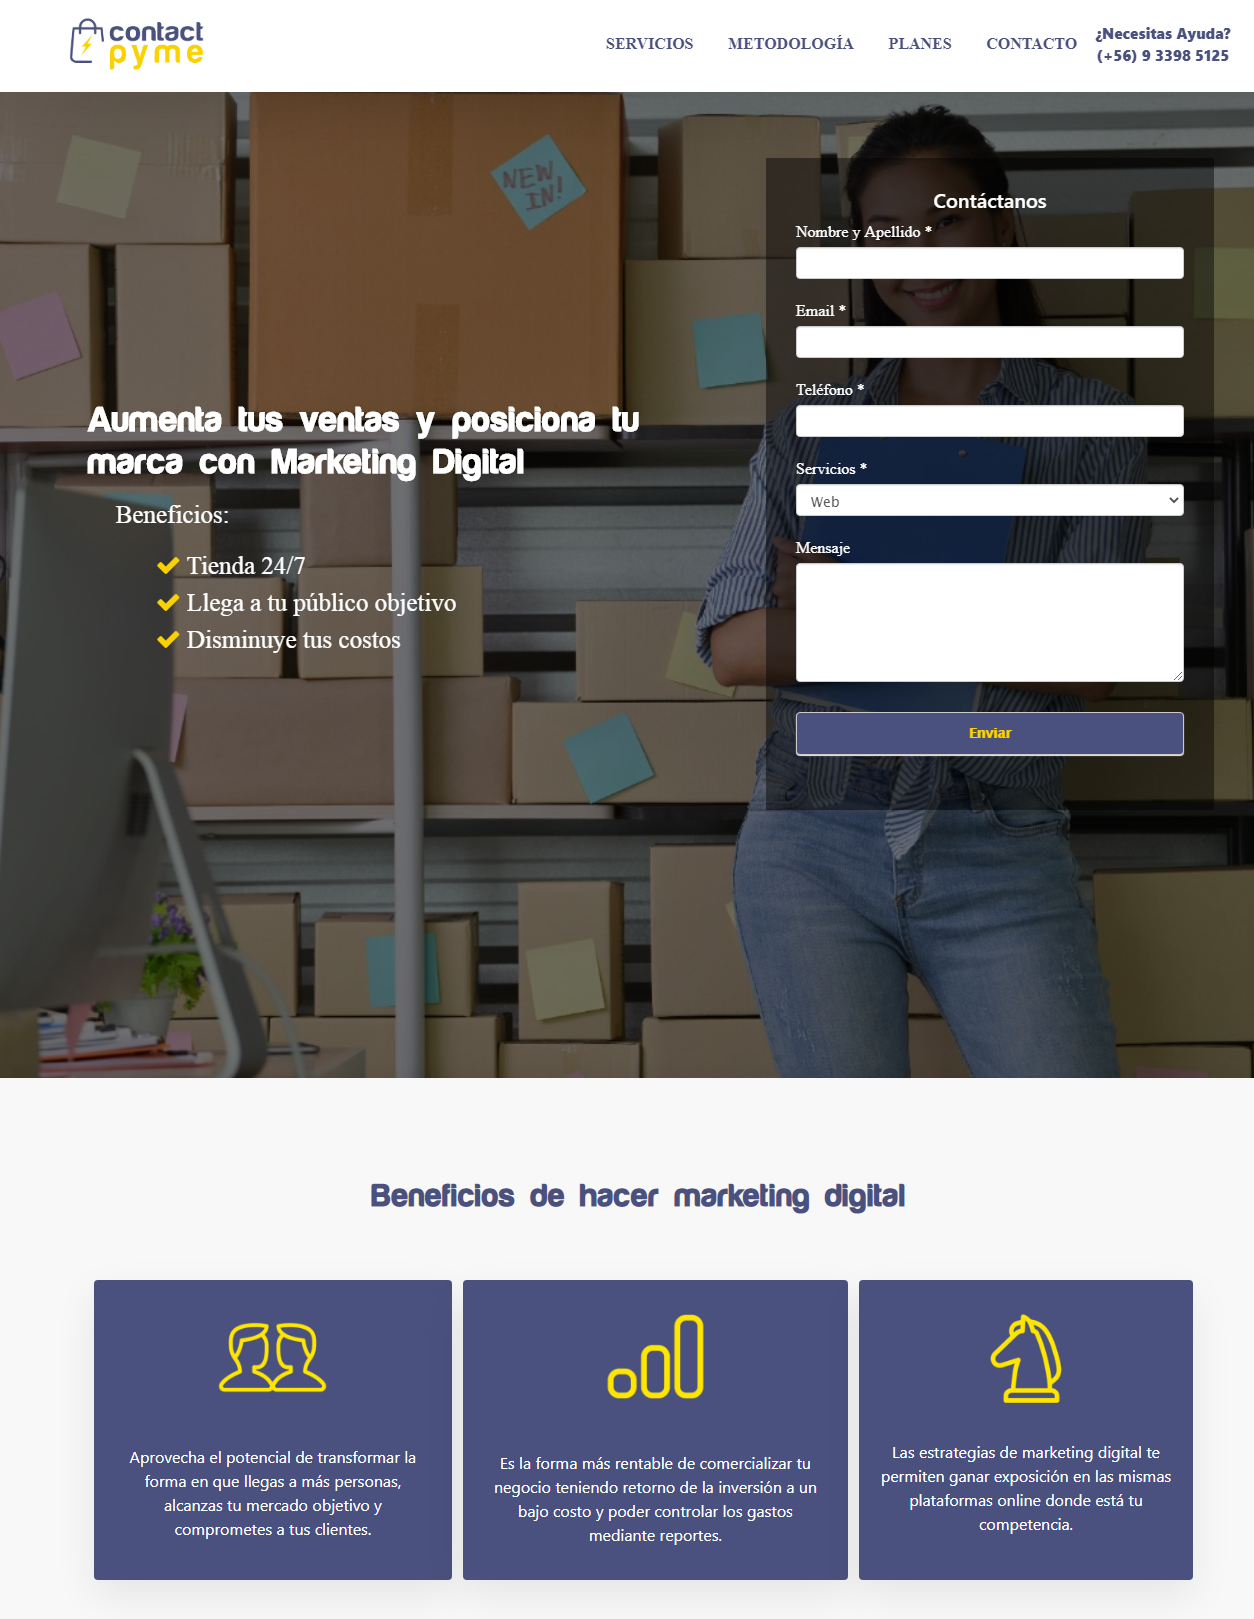 contact
pyme
SERVICIOS
METODOLOGÍA
PLANES
CONTACTO
¿Necesitas Ayuda?
(+56) 9 3398 5125
NEW
IN!
Aumenta tus ventas y posiciona tu
marca con Marketing Digital
Beneficios:
Tienda 24/7
Llega a tu público objetivo
Disminuye tus costos
Contáctanos
Nombre y Apellido *
Email *
Teléfono *
Servicios *
Web
Mensaje
Enviar
Beneficios de hacer marketing digital
Aprovecha el potencial de transformar la
forma en que llegas a más personas,
alcanzas tu mercado objetivo y
comprometes a tus clientes.
Es la forma más rentable de comercializar tu
negocio teniendo retorno de la inversión a un
bajo costo y poder controlar los gastos
mediante reportes.
Las estrategias de marketing digital te
permiten ganar exposición en las mismas
plataformas online donde está tu
competencia.